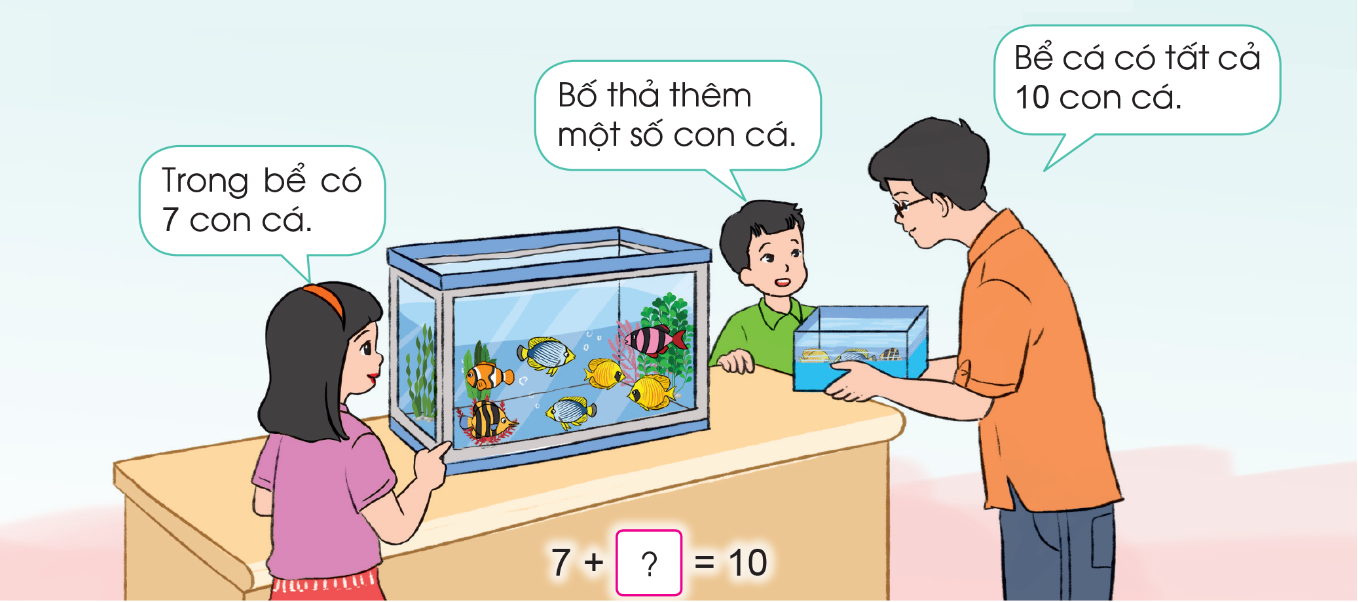 Trong bể có
7 con cá.
Bố thả thêm
một số con cá.
Bể cá có tất cả
10 con cá.
7 + ? = 10